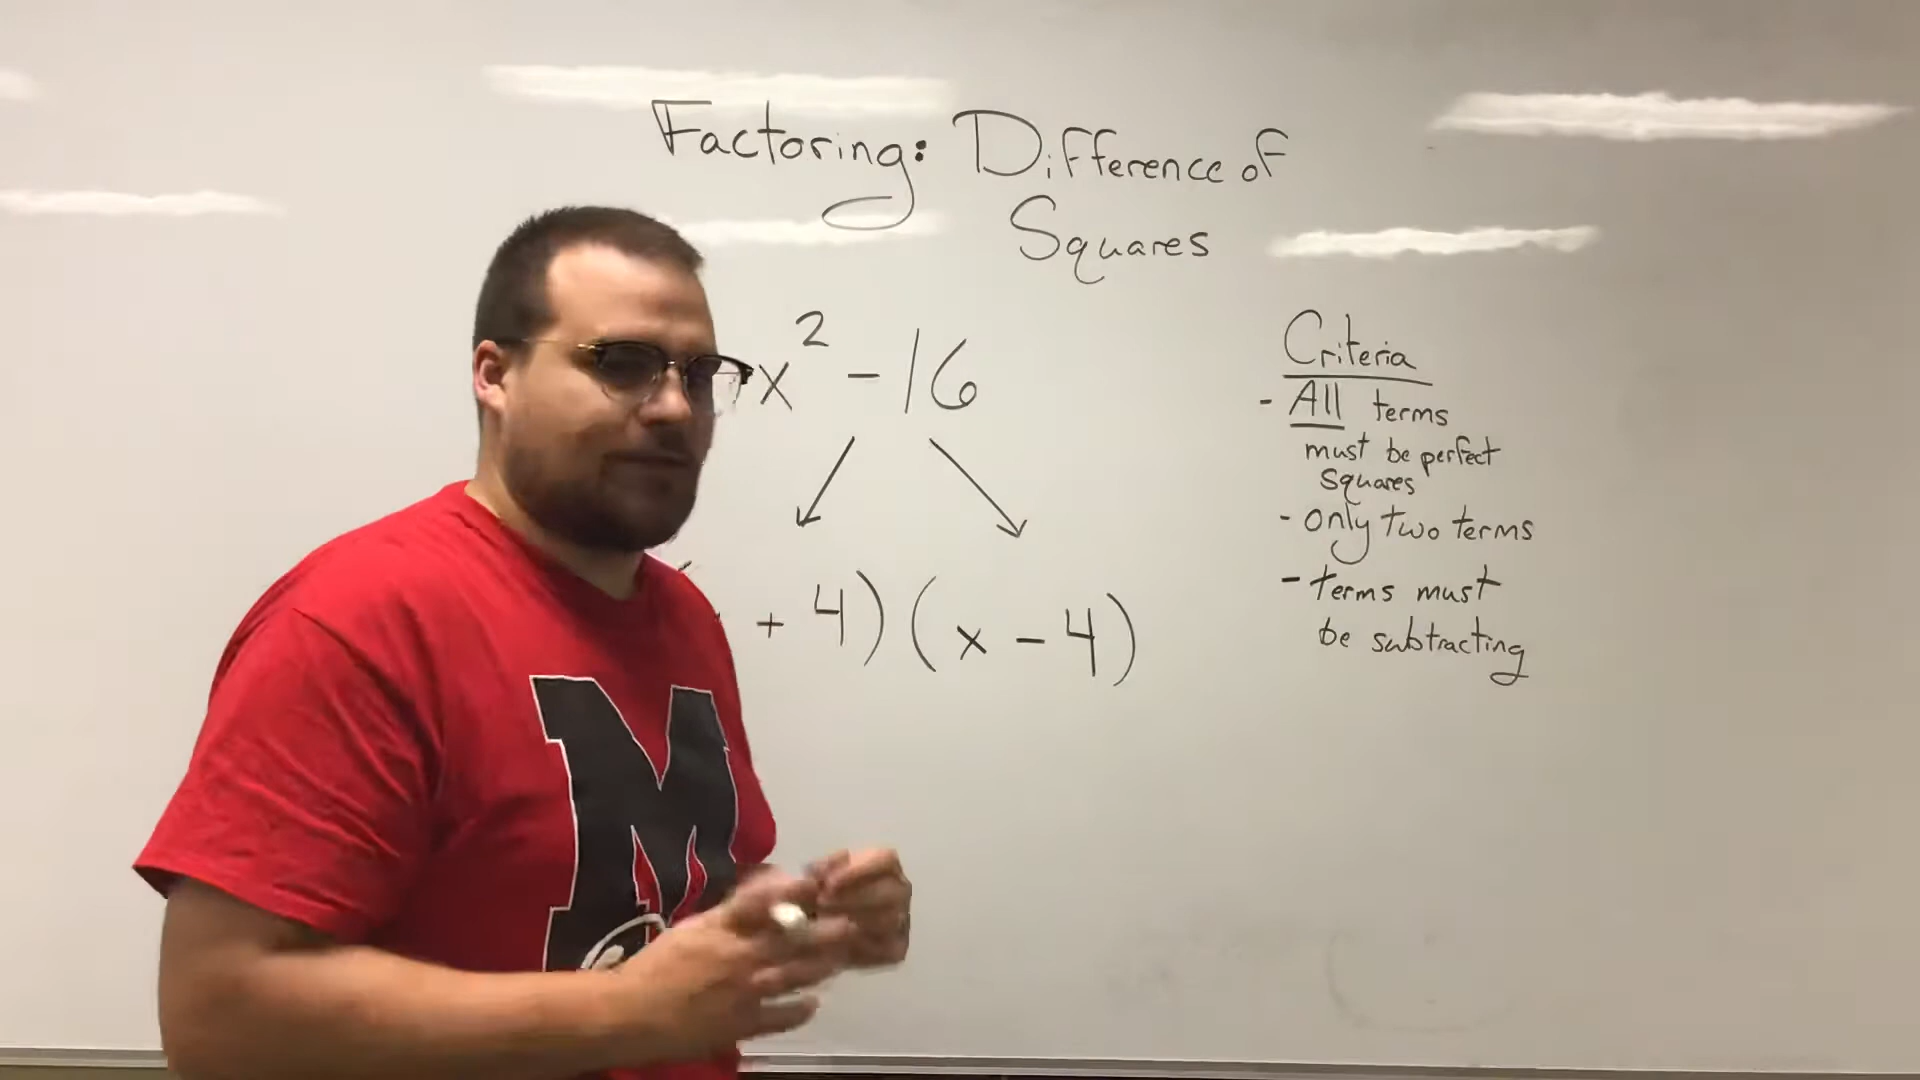 Factoring: Difference of
Squares
x² - 16
+ 4)(x - 4)
Criteria
- All terms
must be perfect
squares
- only two terms
- terms must
be subtracting
M